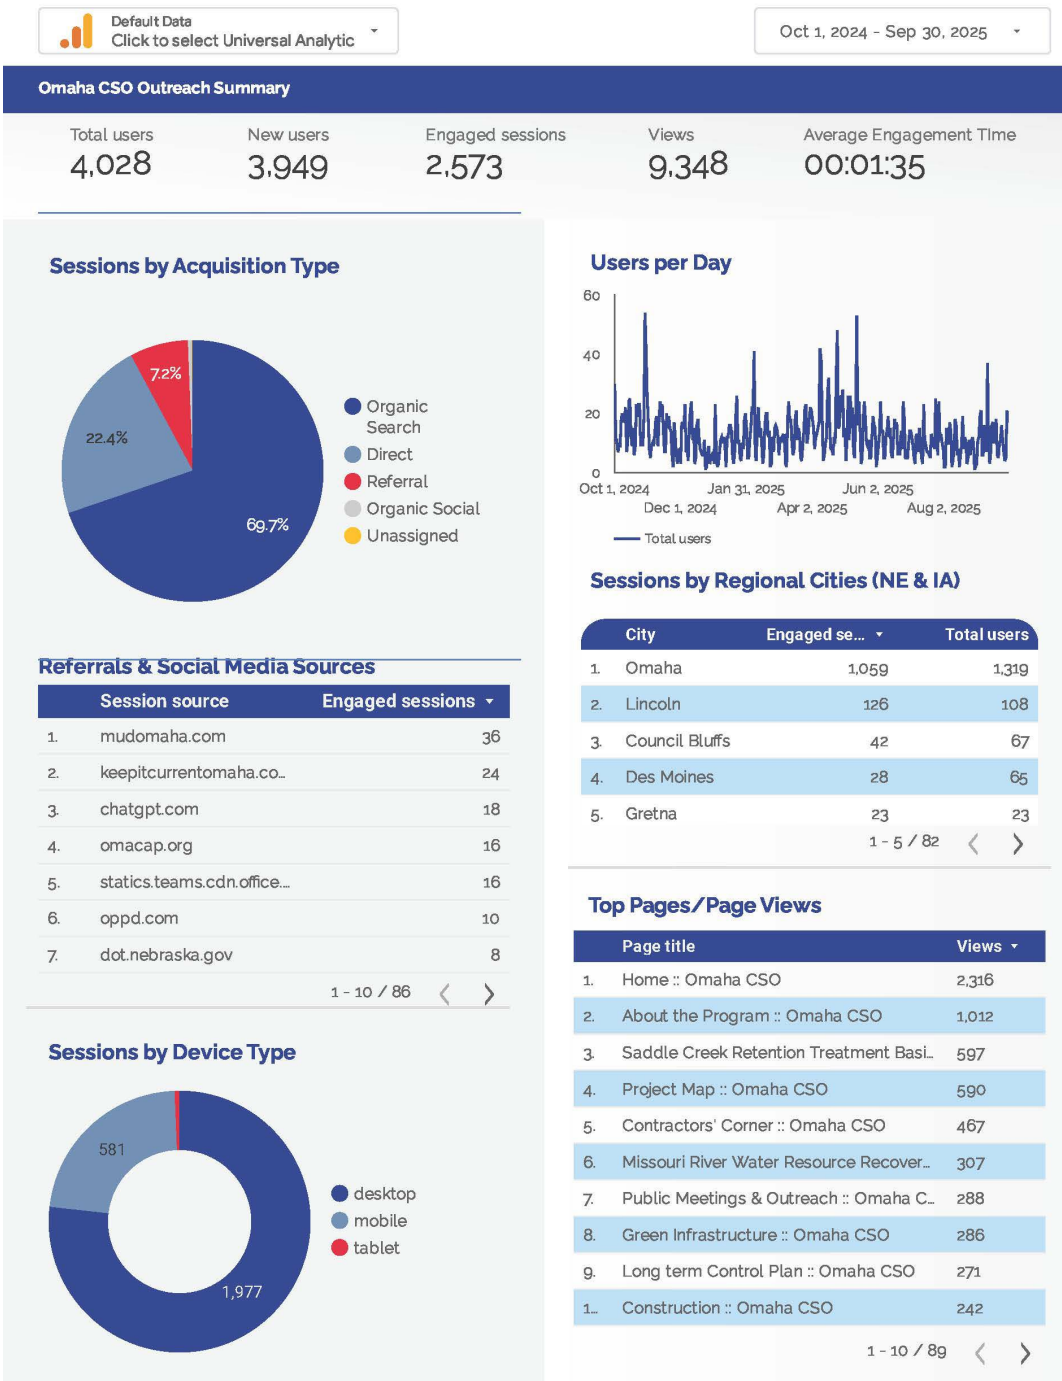 Default Data
Click to select Universal Analytic
Oct 1, 2024 - Sep 30, 2025
Omaha CSO Outreach Summary
Total users
4,028
New users
3,949
Engaged sessions
2,573
Views
9,348
Average Engagement TIme
00:01:35
Sessions by Acquisition Type
7.2%
22.4%
69.7%
Organic
Search
Direct
Referral
Organic Social
Unassigned
Users per Day
60
40
20
0
Oct 1, 2024
Jan 31, 2025
Jun 2, 2025
Dec 1, 2024
Apr 2, 2025
Aug 2, 2025
Total users
Sessions by Regional Cities (NE & IA)
City Engaged se... Total users
1. Omaha 1,059 1,319
2. Lincoln 126 108
3. Council Bluffs 42 67
4. Des Moines 28 65
5. Gretna 23 23
1 - 5 / 82
Referrals & Social Media Sources
Session source Engaged sessions
1. mudomaha.com 36
2. keepitcurrentomaha.co... 24
3. chatgpt.com 18
4. omacap.org 16
5. statics.teams.cdn.office... 16
6. oppd.com 10
7. dot.nebraska.gov 8
1 - 10 / 86
Top Pages/Page Views
Page title Views
1. Home :: Omaha CSO 2,316
2. About the Program :: Omaha CSO 1,012
3. Saddle Creek Retention Treatment Basi... 597
4. Project Map :: Omaha CSO 590
5. Contractors' Corner :: Omaha CSO 467
6. Missouri River Water Resource Recover... 307
7. Public Meetings & Outreach :: Omaha C... 288
8. Green Infrastructure :: Omaha CSO 286
9. Long term Control Plan :: Omaha CSO 271
1... Construction :: Omaha CSO 242
1 - 10 / 89
Sessions by Device Type
581
1,977
desktop
mobile
tablet